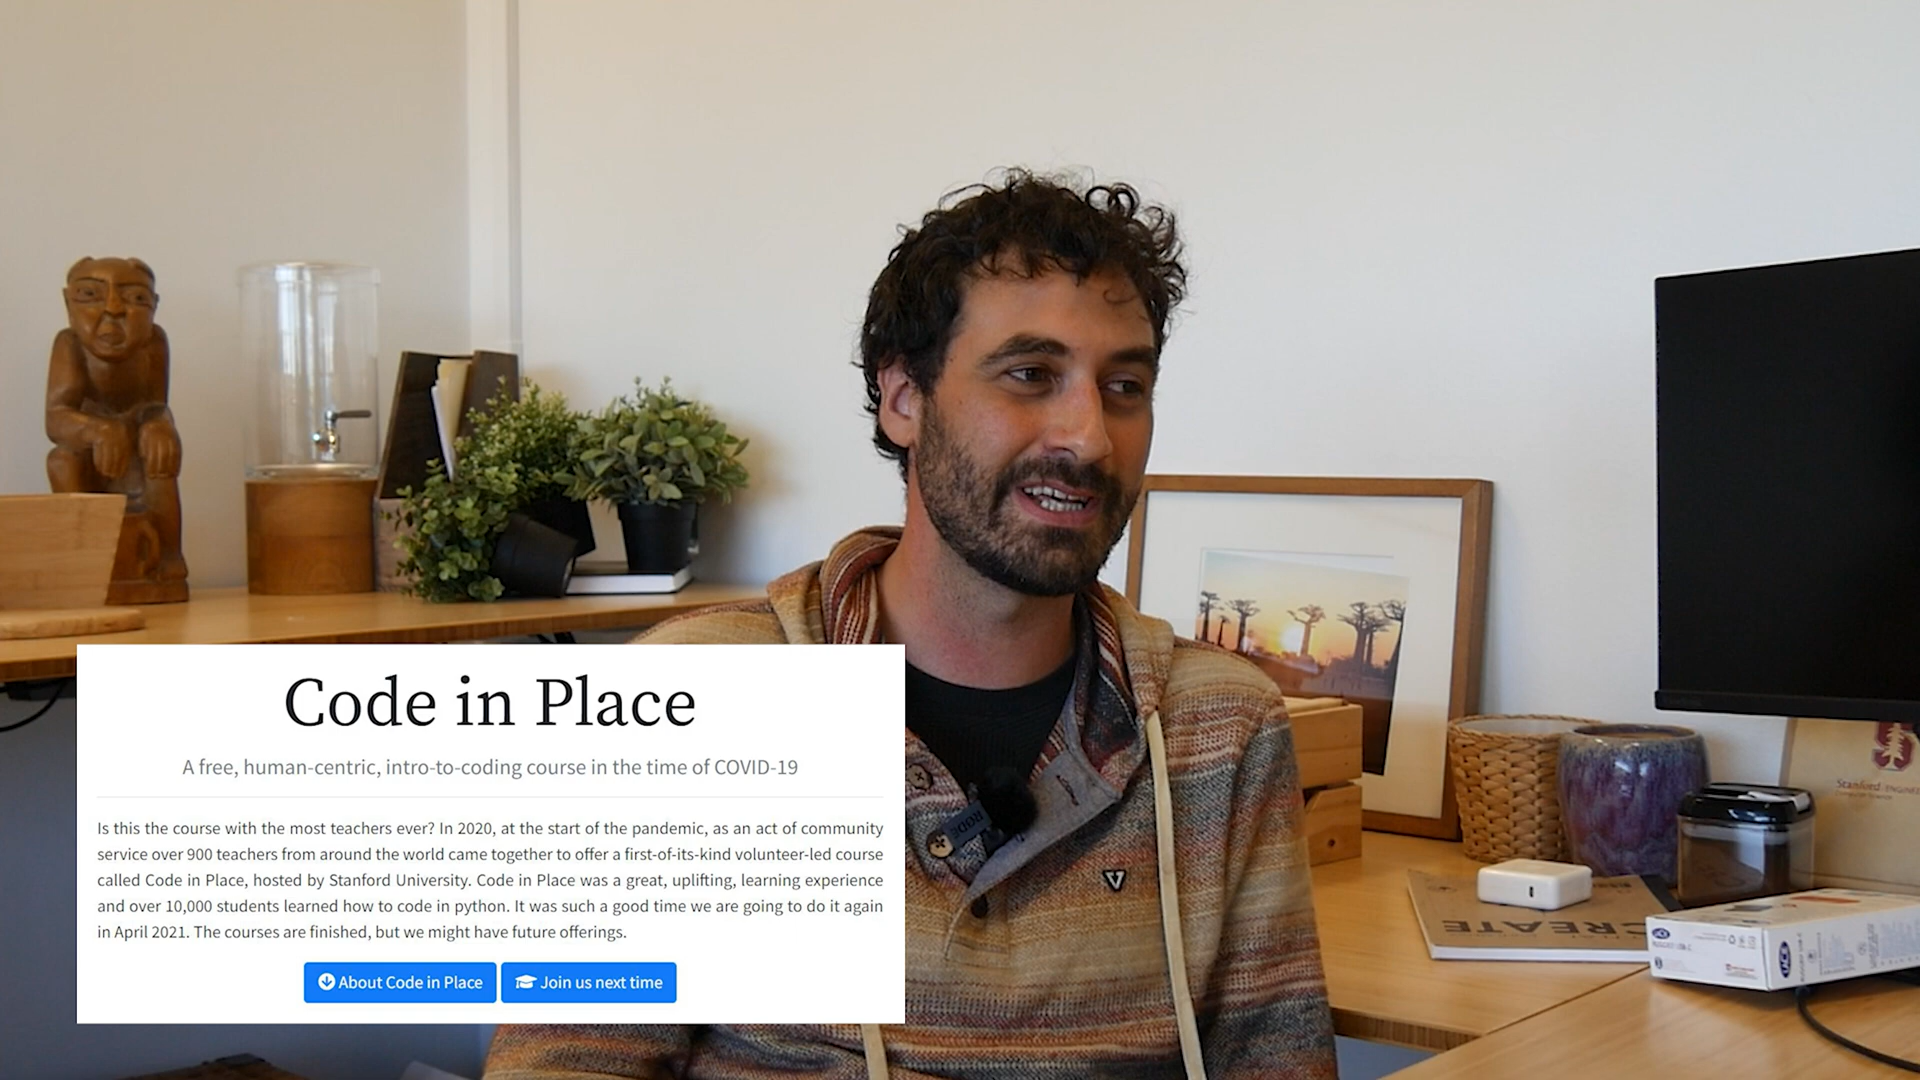 Code in Place
A free, human-centric, intro-to-coding course in the time of COVID-19
Is this the course with the most teachers ever? In 2020, at the start of the pandemic, as an act of community
service over 900 teachers from around the world came together to offer a first-of-its-kind volunteer-led course
called Code in Place, hosted by Stanford University. Code in Place was a great, uplifting, learning experience
and over 10,000 students learned how to code in python. It was such a good time we are going to do it again
in April 2021. The courses are finished, but we might have future offerings.
About Code in Place
Join us next time
RØDE
V
Stanford
CREATE
LACIE